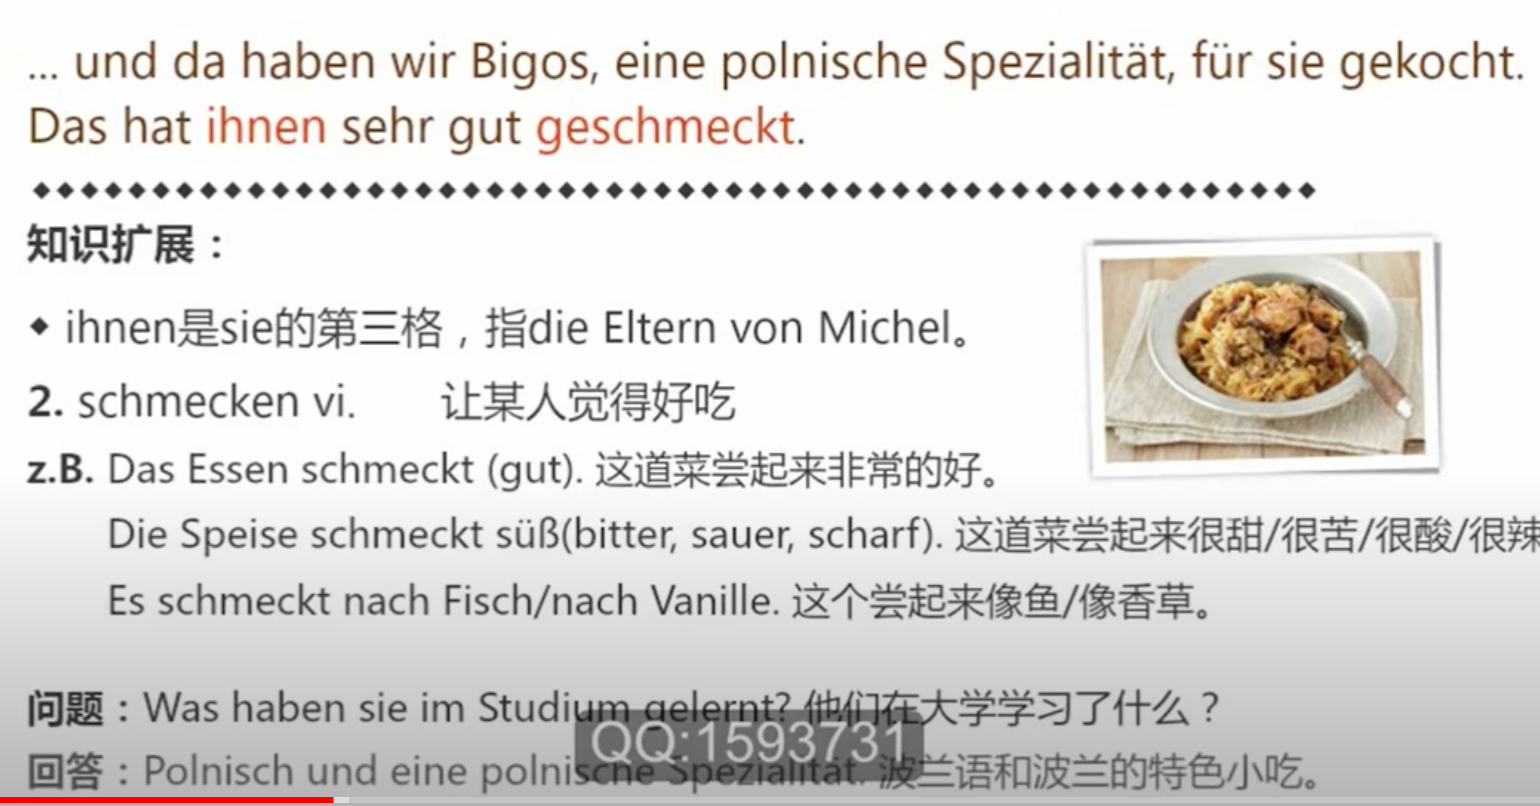 ... und da haben wir Bigos, eine polnische Spezialität, für sie gekocht.
Das hat ihnen sehr gut geschmeckt.
知识扩展：
◆ ihnen是sie的第三格，指die Eltern von Michel。
2. schmecken vi. 让某人觉得好吃
z.B. Das Essen schmeckt (gut). 这道菜尝起来非常的好。
Die Speise schmeckt süß(bitter, sauer, scharf). 这道菜尝起来很甜/很苦/很酸/很辣
Es schmeckt nach Fisch/nach Vanille. 这个尝起来像鱼/像香草。
问题：Was haben sie im Studium gelernt? 他们在大学学习了什么？
QQ:1593731
回答：Polnisch und eine polnische Spezialität. 波兰语和波兰的特色小吃。